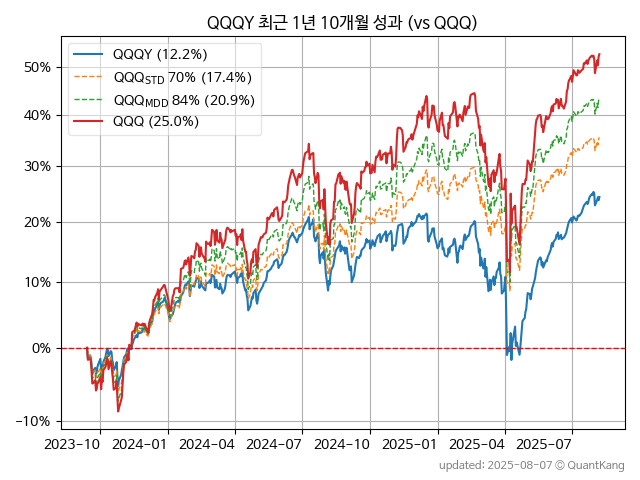 QQQY 최근 1년 10개월 성과 (vs QQQ)
QQQY (12.2%)
QQQSTD 70% (17.4%)
QQQMDD 84% (20.9%)
QQQ (25.0%)
50%
40%
30%
20%
10%
0%
−10%
2023-10 2024-01 2024-04 2024-07 2024-10 2025-01 2025-04 2025-07
updated: 2025-08-07 © QuantKang